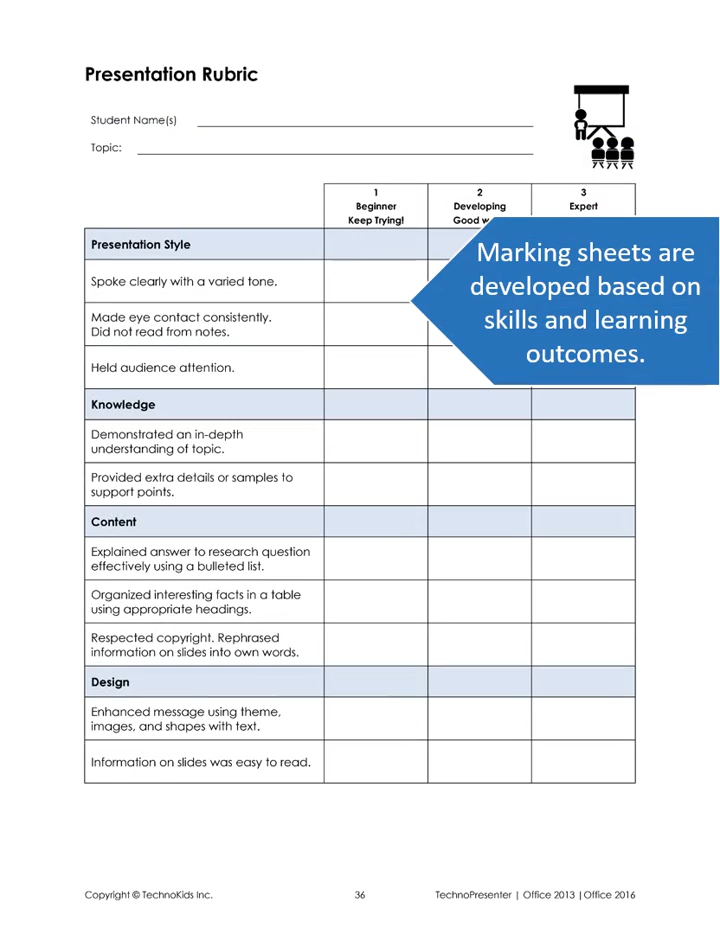 Presentation Rubric
Student Name(s)
Topic:
1
Beginner
Keep Trying!
2
Developing
Good
3
Expert
Presentation Style
Spoke clearly with a varied tone.
Made eye contact consistently.
Did not read from notes.
Held audience attention.
Marking sheets are
developed based on
skills and learning
outcomes.
Knowledge
Demonstrated an in-depth
understanding of topic.
Provided extra details or samples to
support points.
Content
Explained answer to research question
effectively using a bulleted list.
Organized interesting facts in a table
using appropriate headings.
Respected copyright. Rephrased
information on slides into own words.
Design
Enhanced message using theme,
images, and shapes with text.
Information on slides was easy to read.
Copyright © TechnoKids Inc.
36
TechnoPresenter | Office 2013 |Office 2016